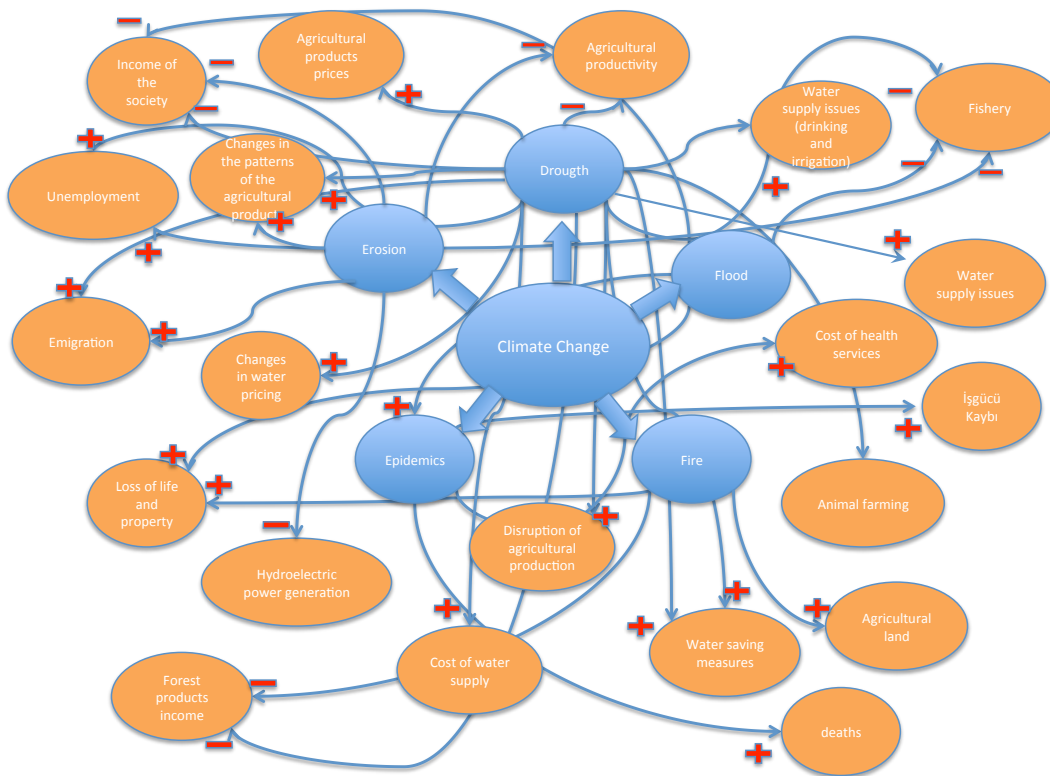 Agricultural
products
prices
Agricultural
productivity
Income of
the
society
Water
supply issues
(drinking
and
irrigation)
Fishery
Changes in
the patterns
of the
agricultural
products
Drougth
Unemployment
Erosion
Flood
Water
supply issues
Emigration
Climate Change
Cost of health
services
Changes
in water
pricing
İşgücü
Kaybı
Epidemics
Fire
Loss of life
and
property
Animal farming
Disruption of
agricultural
production
Hydroelectric
power generation
Agricultural
land
Water saving
measures
Cost of water
supply
Forest
products
income
deaths